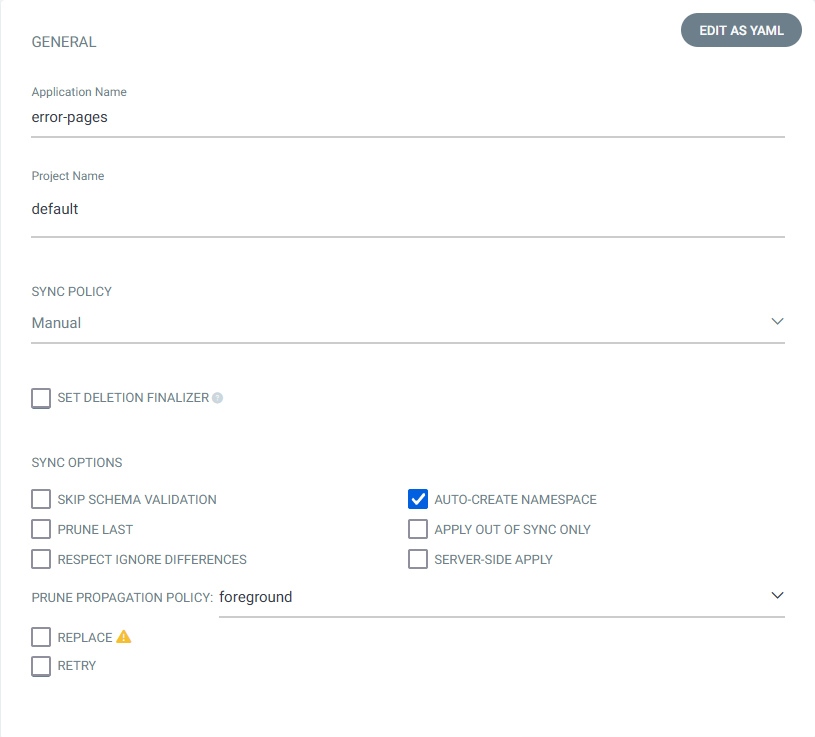 GENERAL
EDIT AS YAML
Application Name
error-pages
Project Name
default
SYNC POLICY
Manual
SET DELETION FINALIZER
SYNC OPTIONS
SKIP SCHEMA VALIDATION
AUTO-CREATE NAMESPACE
PRUNE LAST
APPLY OUT OF SYNC ONLY
RESPECT IGNORE DIFFERENCES
SERVER-SIDE APPLY
PRUNE PROPAGATION POLICY: foreground
REPLACE
RETRY